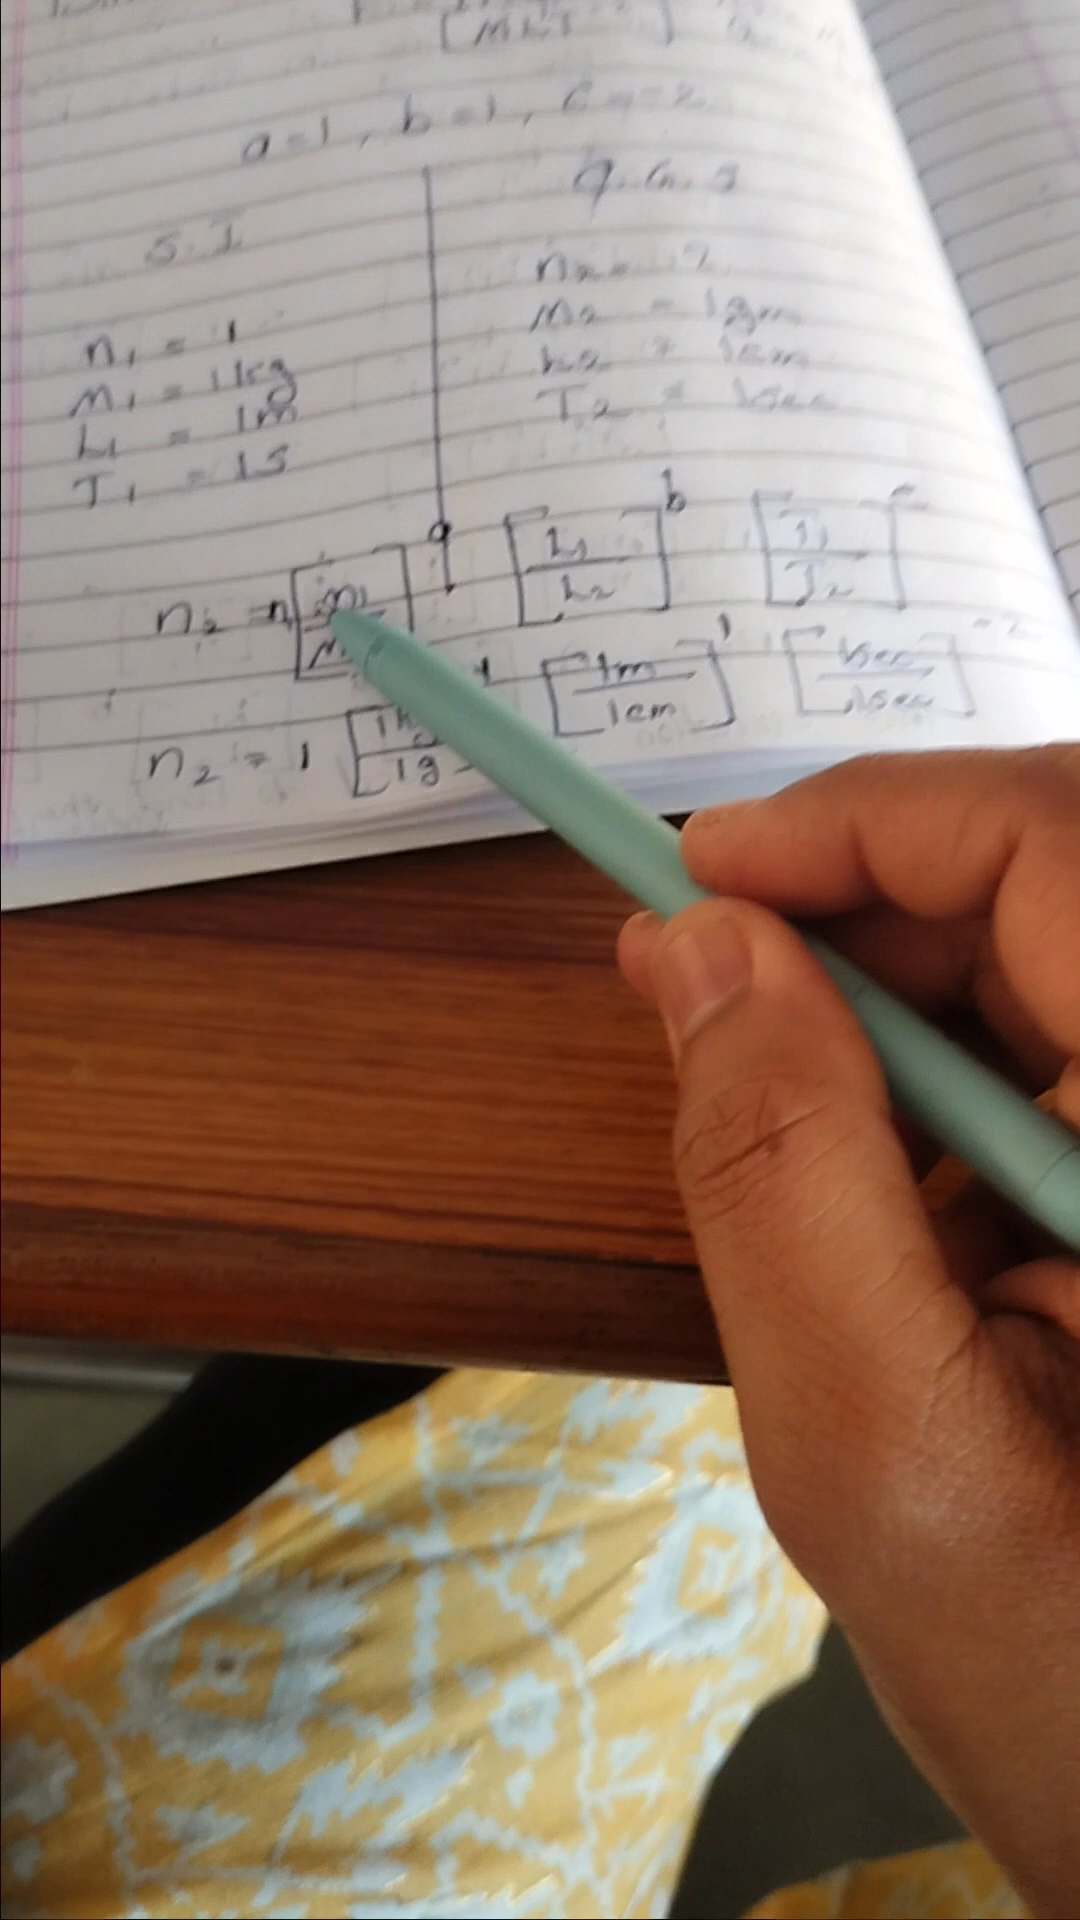 [MLT ]
a = 1, b = 1, c = -2
S.I
C.G.S
n₁ = 1
M₁ = 1kg
L₁ = 1m
T₁ = 1S
n₂ = ?
M₂ = 1gm
L₂ = 1cm
T₂ = 1sec
n₂ = n₁ [M₁/M]ᵃ [L₁/L₂]ᵇ [T₁/T₂]ᶜ
n₂ = 1 [1kg/1g]¹ [1m/1cm]¹ [1sec/1sec]⁻²